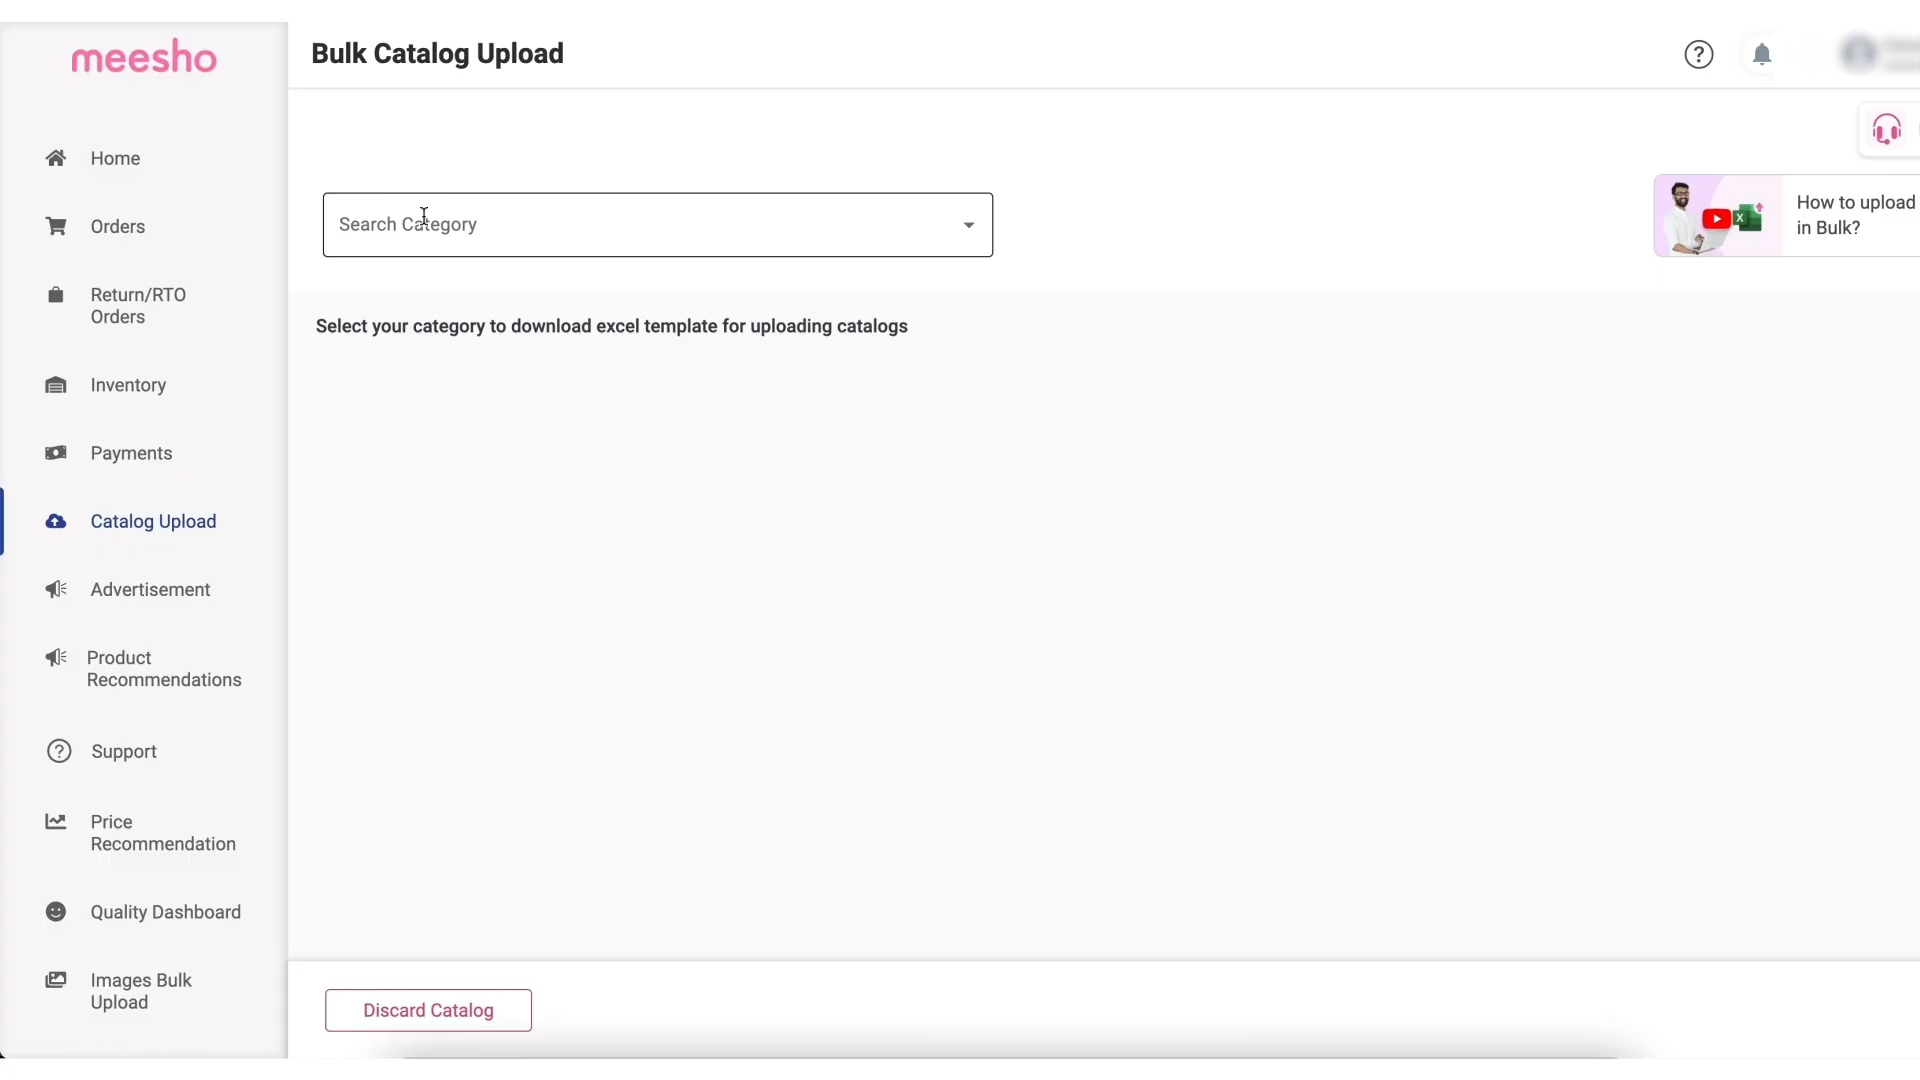 meesho
Bulk Catalog Upload
Home
Orders
Return/RTO
Orders
Inventory
Payments
Catalog Upload
Advertisement
Product
Recommendations
Support
Price
Recommendation
Quality Dashboard
Images Bulk
Upload
Search Category
How to upload
in Bulk?
Select your category to download excel template for uploading catalogs
Discard Catalog